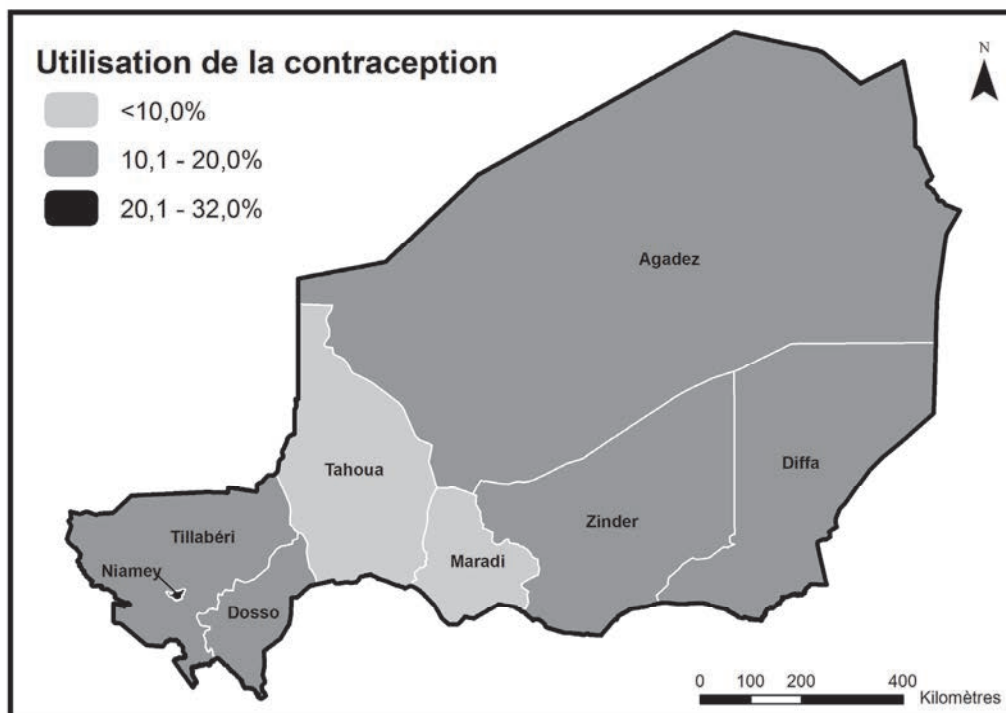 Utilisation de la contraception
<10,0%
10,1 - 20,0%
20,1 - 32,0%
N
Agadez
Tahoua
Diffa
Zinder
Tillabéri
Maradi
Niamey
Dosso
0 100 200 400
Kilomètres